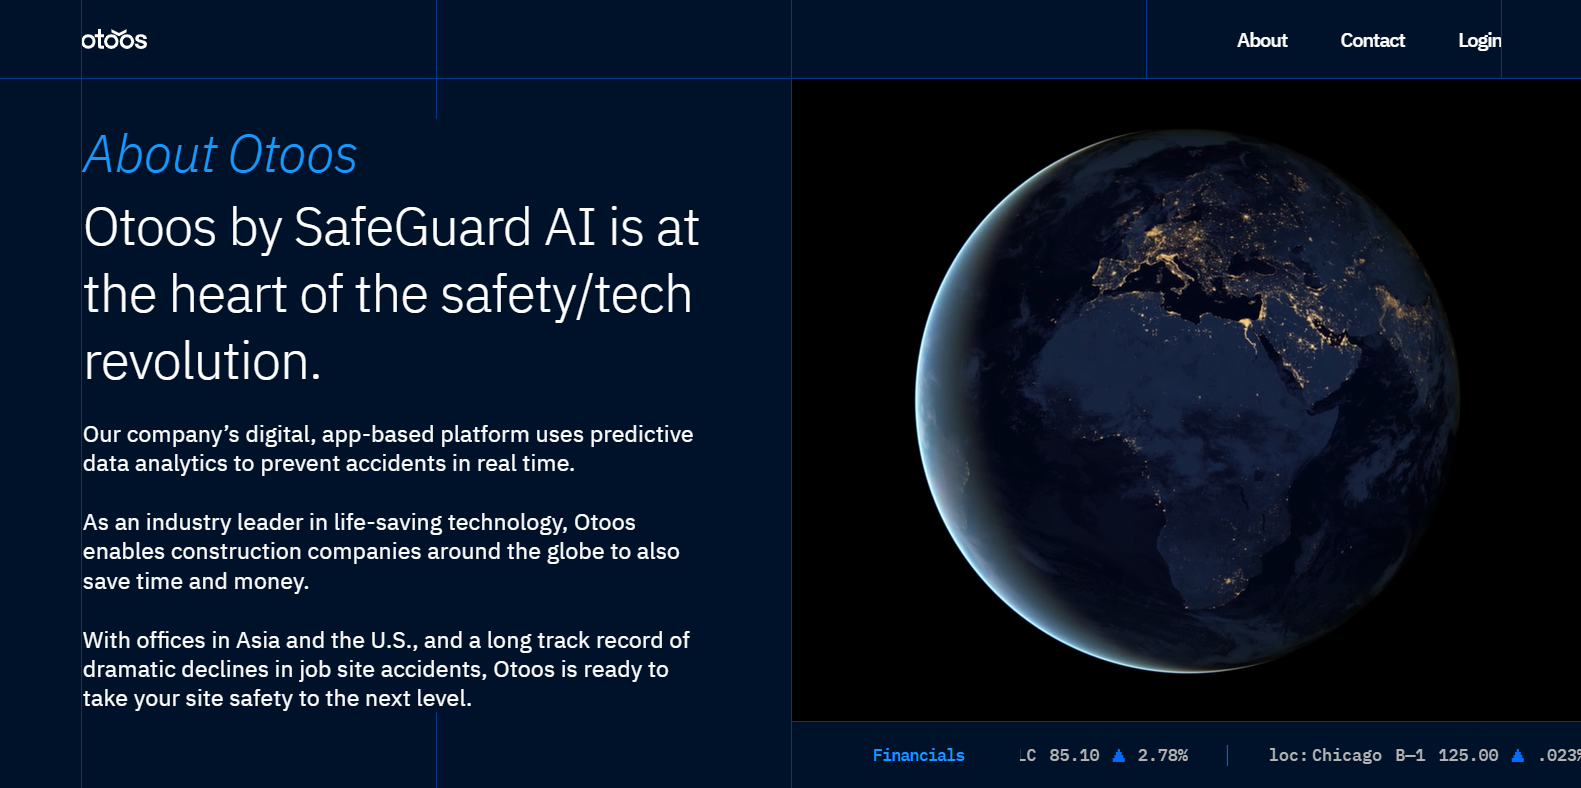 otoos
About Contact Login
About Otoos
Otoos by SafeGuard AI is at
the heart of the safety/tech
revolution.
Our company’s digital, app-based platform uses predictive
data analytics to prevent accidents in real time.
As an industry leader in life-saving technology, Otoos
enables construction companies around the globe to also
save time and money.
With offices in Asia and the U.S., and a long track record of
dramatic declines in job site accidents, Otoos is ready to
take your site safety to the next level.
Financials LC 85.10 ▲ 2.78% | loc: Chicago B—1 125.00 ▲ .023%